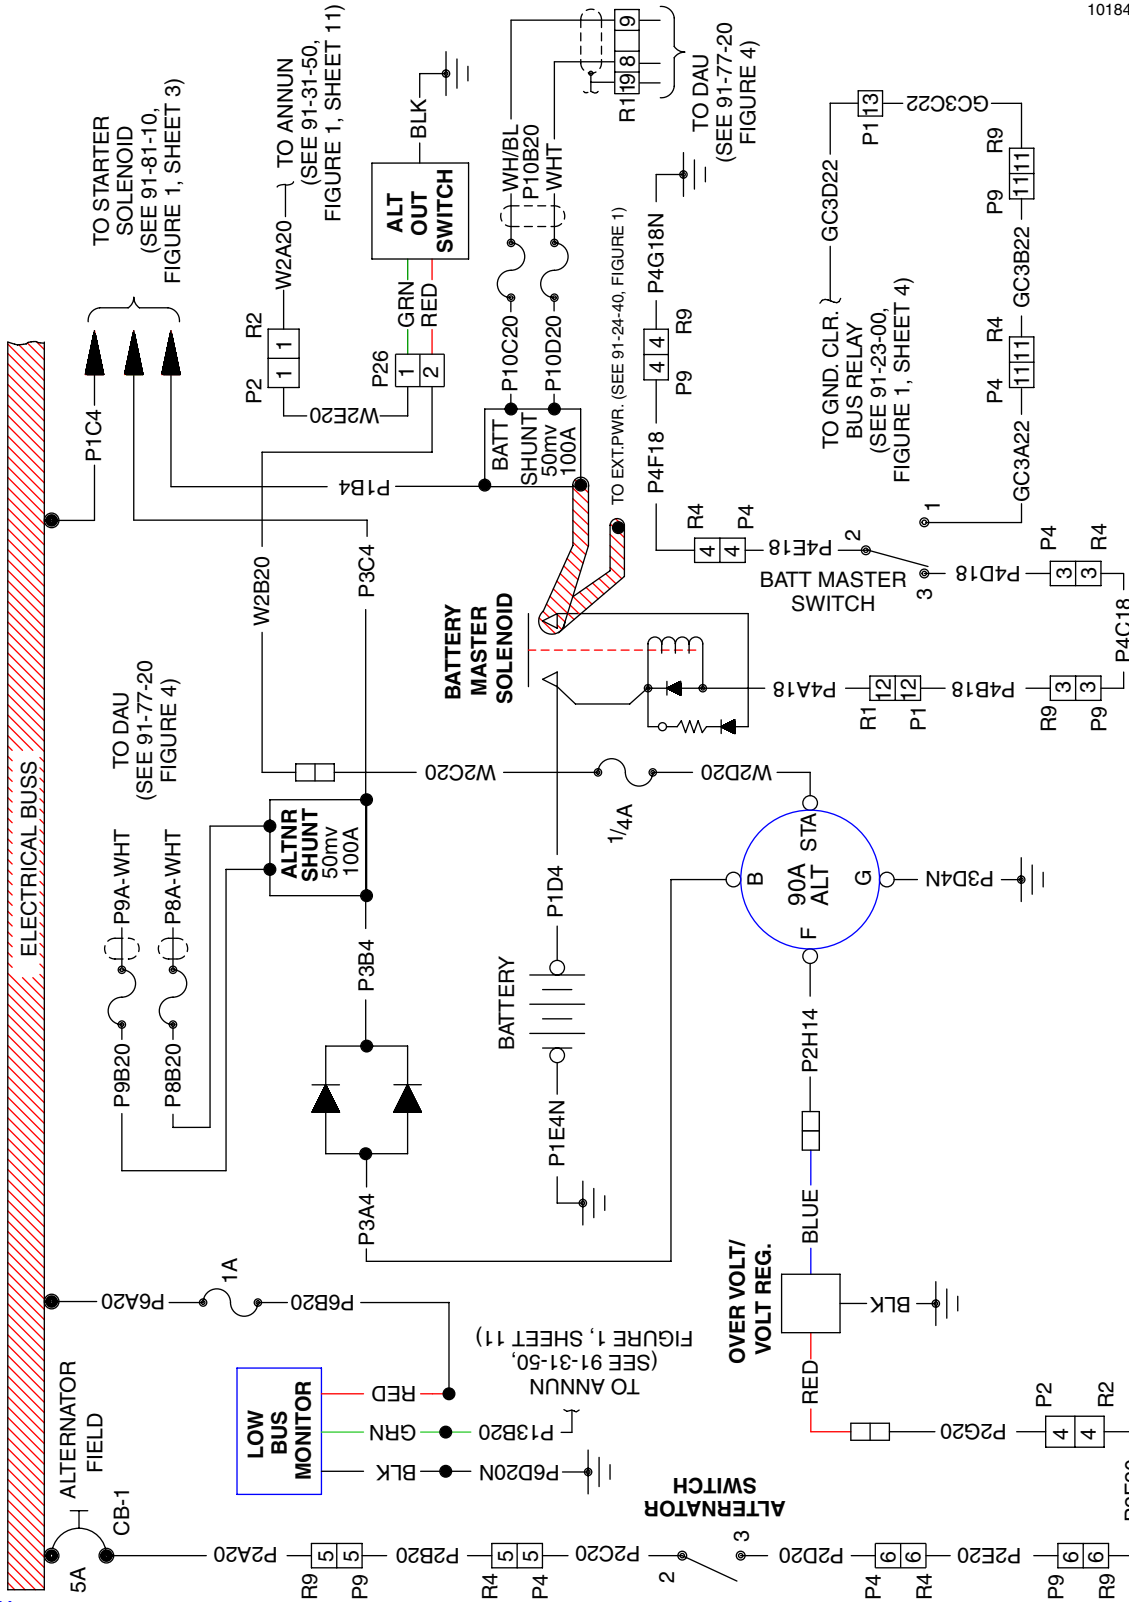 10184
ELECTRICAL BUSS
5A
ALTERNATOR
FIELD
CB-1
P2A20
R9
5 5
P9
P2B20
R4
5 5
P4
P2C20
2
3
ALTERNATOR
SWITCH
P2D20
P4
6 6
R4
P2E20
P9
6 6
R9
P6A20
1A
P6B20
LOW
BUS
MONITOR
RED
GRN
BLK
P13B20
P6D20N
TO ANNUN
(SEE 91-31-50,
FIGURE 1, SHEET 11)
OVER VOLT/
VOLT REG.
RED
BLUE
BLK
P2G20
P2
4 4
R2
P2H14
P9B20
P9A-WHT
P8B20
P8A-WHT
TO DAU
(SEE 91-77-20
FIGURE 4)
ALTNR
SHUNT
50mv
100A
P3A4
P3B4
P3C4
BATTERY
P1E4N
P1D4
90A
ALT
B
F
G
STA
P3D4N
W2D20
1/4A
W2C20
W2B20
BATTERY
MASTER
SOLENOID
P4A18
R1
12 12
P1
P4B18
R9
3 3
P9
P4C18
P4
3 3
R4
P4D18
BATT MASTER
SWITCH
3
2
1
P4E18
R4
4 4
P4
P4F18
P9
4 4
R9
P4G18N
GC3A22
P4
11 11
R4
GC3B22
P9
11 11
R9
GC3C22
P1
13
GC3D22
TO GND. CLR.
BUS RELAY
(SEE 91-23-00,
FIGURE 1, SHEET 4)
TO EXT.PWR. (SEE 91-24-40, FIGURE 1)
BATT
SHUNT
50mv
100A
P1B4
P1C4
TO STARTER
SOLENOID
(SEE 91-81-10,
FIGURE 1, SHEET 3)
P2
1 1
R2
W2A20
TO ANNUN
(SEE 91-31-50,
FIGURE 1, SHEET 11)
W2E20
P26
1
2
GRN
RED
ALT
OUT
SWITCH
BLK
P10C20
P10D20
WH/BL
P10B20
WHT
R1
19 8 9
TO DAU
(SEE 91-77-20
FIGURE 4)